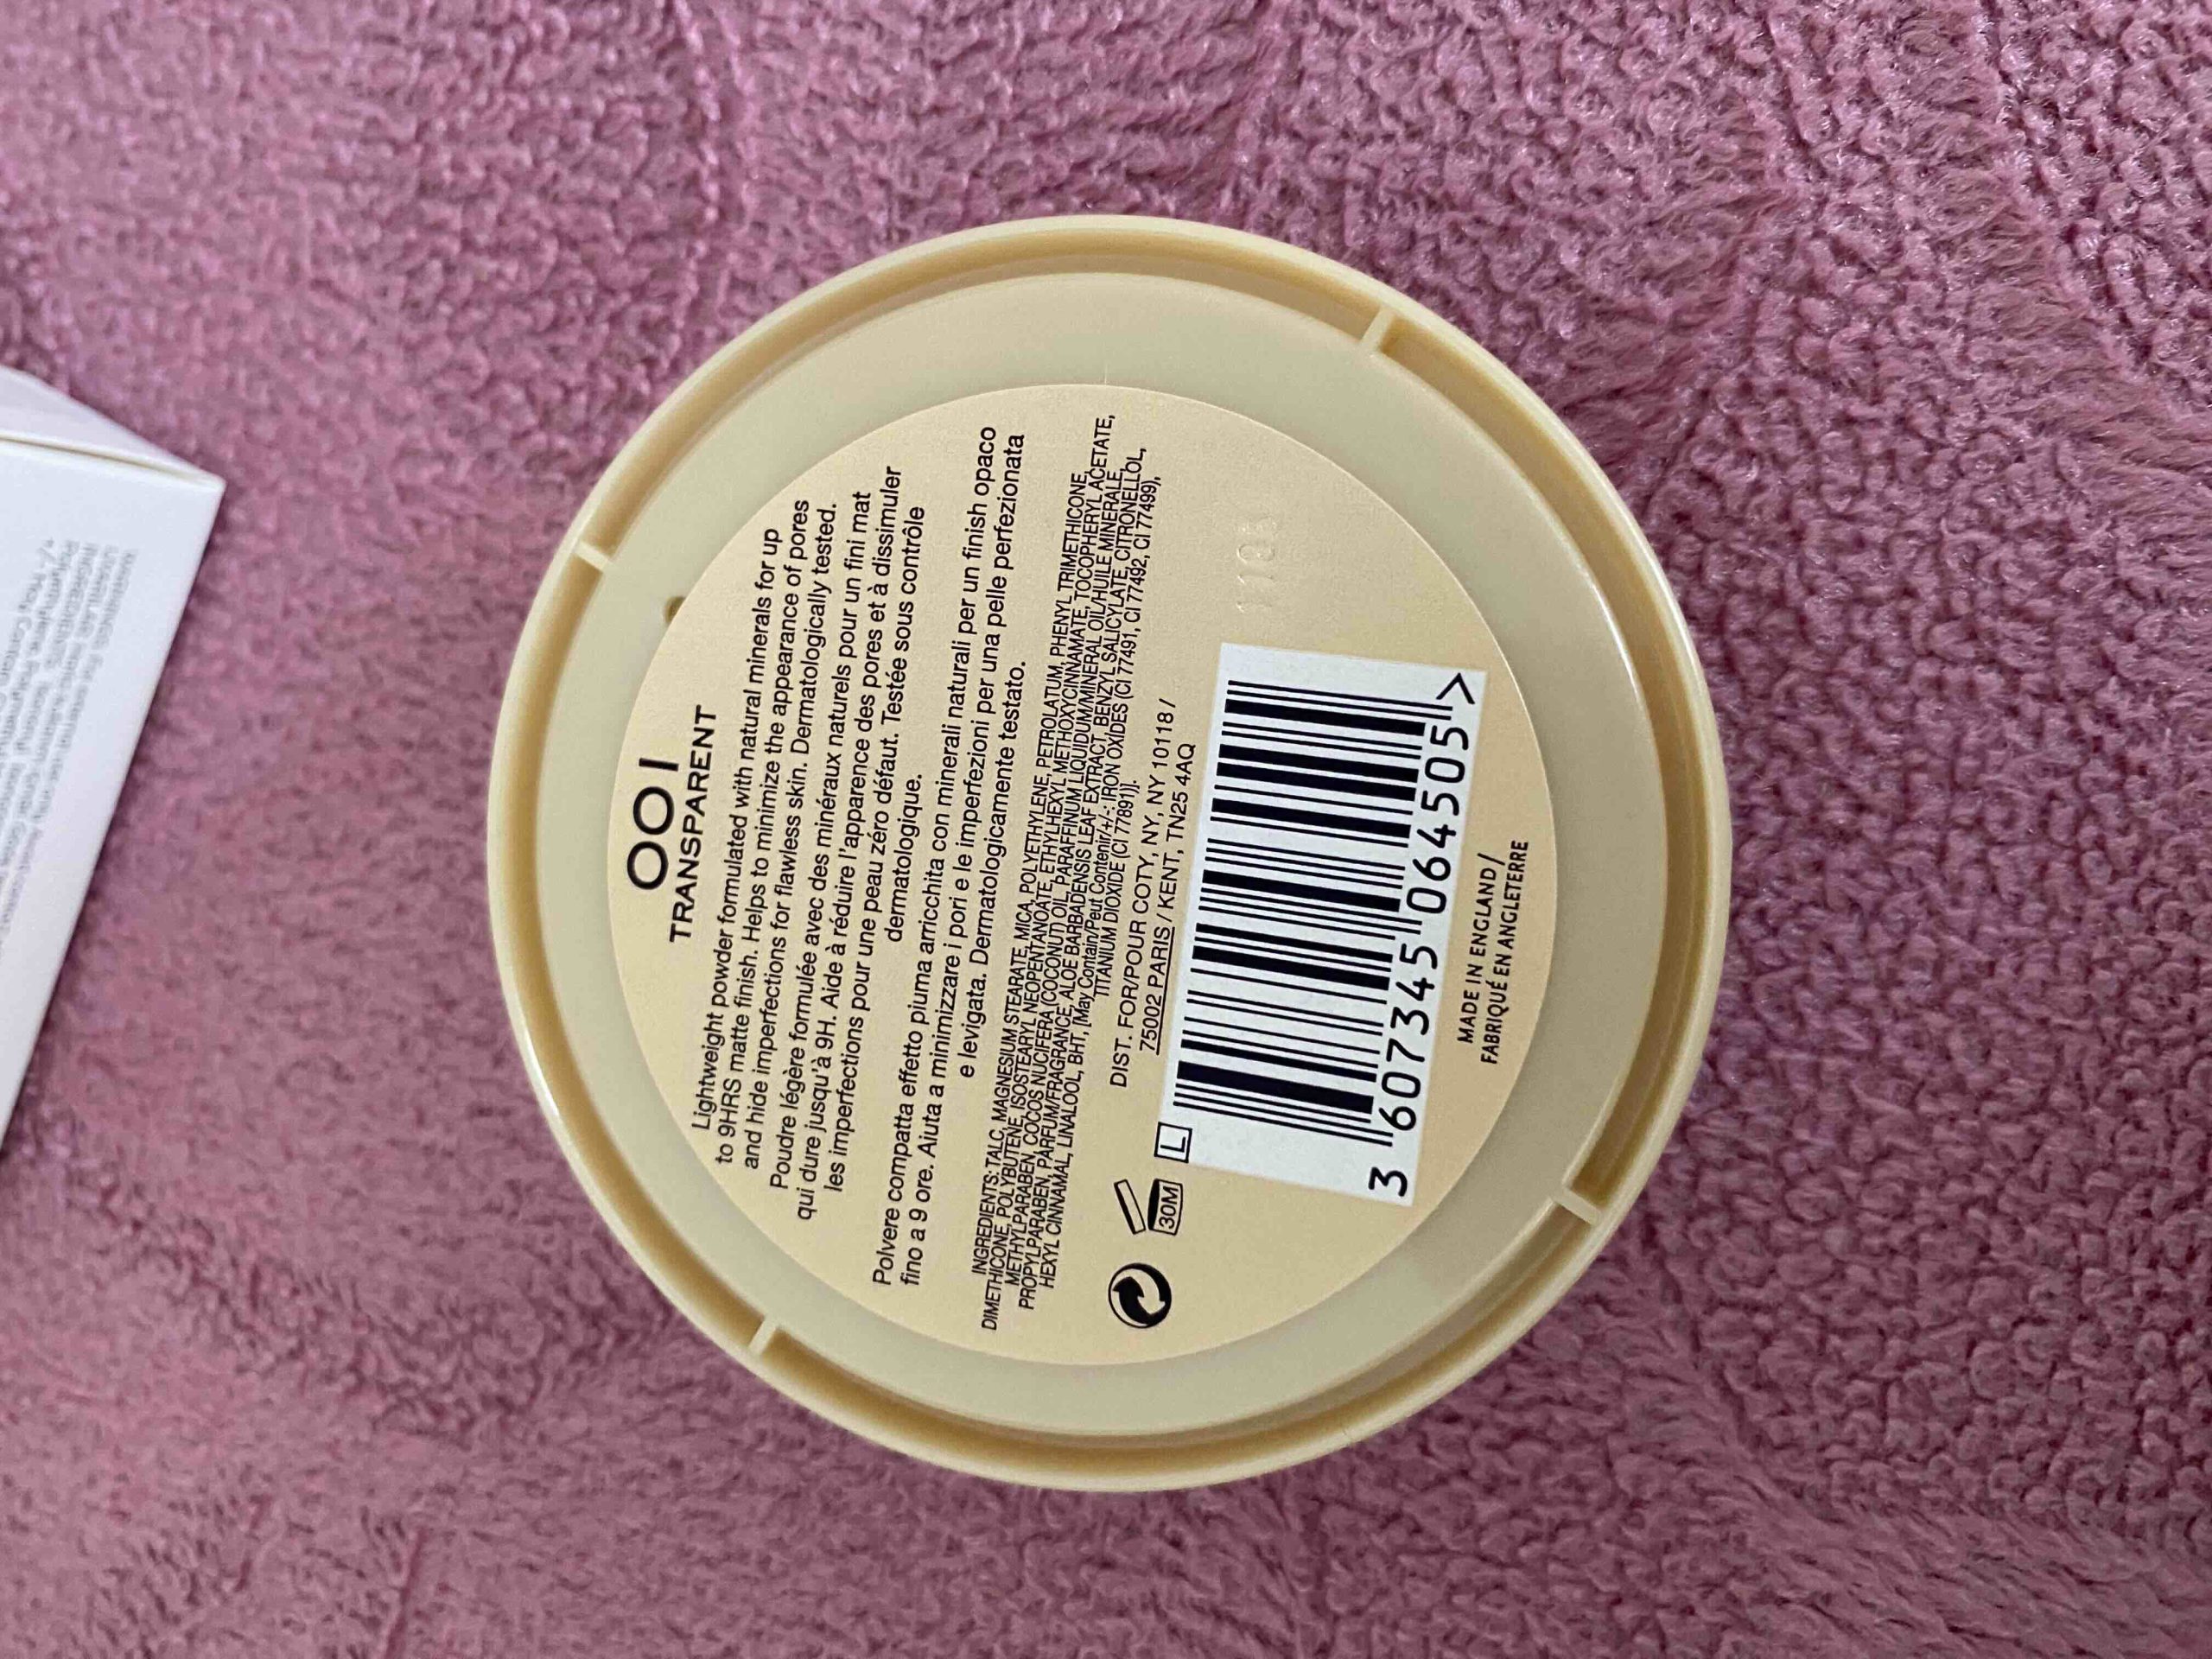 001
TRANSPARENT
Lightweight powder formulated with natural minerals for up
to 9HRS matte finish. Helps to minimize the appearance of pores
and hide imperfections for flawless skin. Dermatologically tested.
Poudre légère formulée avec des minéraux naturels pour un fini mat
qui dure jusqu'à 9H. Aide à réduire l'apparence des pores et à dissimuler
les imperfections pour une peau zéro défaut. Testée sous contrôle
dermatologique.
Polvere compatta effetto piuma arricchita con minerali naturali per un finish opaco
fino a 9 ore. Aiuta a minimizzare i pori e le imperfezioni per una pelle perfezionata
e levigata. Dermatologicamente testato.
INGREDIENTS: TALC, MAGNESIUM STEARATE, MICA, POLYETHYLENE, PETROLATUM, PHENYL TRIMETHICONE,
DIMETHICONE, POLYBUTENE, ISOSTEARYL NEOPENTANOATE, ETHYLHEXYL METHOXYCINNAMATE, TOCOPHERYL ACETATE,
METHYLPARABEN, COCOS NUCIFERA (COCONUT) OIL, PARAFFINUM LIQUIDUM/MINERAL OIL/HUILE MINERALE,
PROPYLPARABEN, PARFUM/FRAGRANCE, ALOE BARBADENSIS LEAF EXTRACT, BENZYL SALICYLATE, CITRONELLOL,
HEXYL CINNAMAL, LINALOOL, BHT, [May Contain/Peut Contenir/+/-: IRON OXIDES (CI 77491, CI 77492, CI 77499),
TITANIUM DIOXIDE (CI 77891)].
DIST. FOR/POUR COTY, NY, NY 10118 /
75002 PARIS / KENT, TN25 4AQ
30M
L
3 607345 064505 >
MADE IN ENGLAND /
FABRIQUÉ EN ANGLETERRE